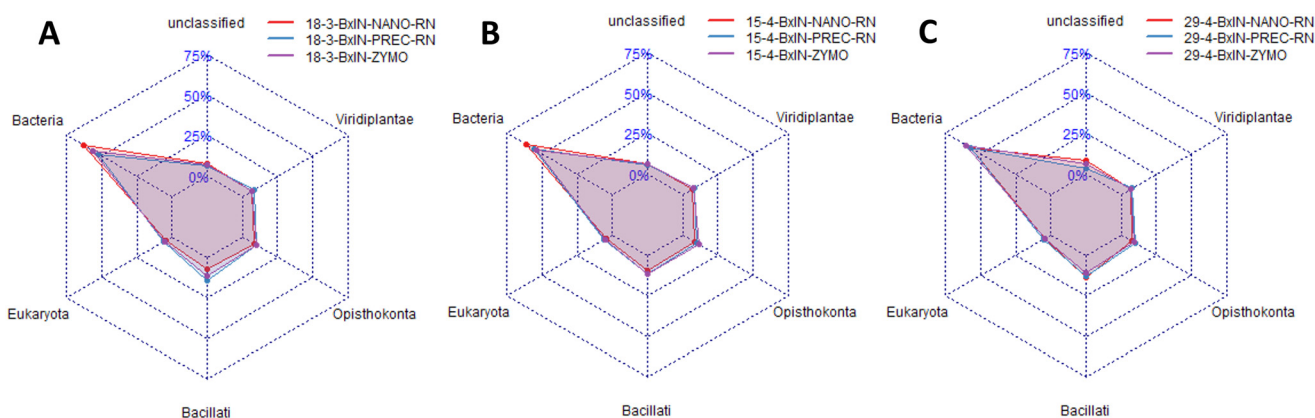 A
unclassified
18-3-BxIN-NANO-RN
18-3-BxIN-PREC-RN
18-3-BxIN-ZYMO
75%
50%
25%
0%
Bacteria
Viridiplantae
Eukaryota
Opisthokonta
Bacillati
B
unclassified
15-4-BxIN-NANO-RN
15-4-BxIN-PREC-RN
15-4-BxIN-ZYMO
75%
50%
25%
0%
Bacteria
Viridiplantae
Eukaryota
Opisthokonta
Bacillati
C
unclassified
29-4-BxIN-NANO-RN
29-4-BxIN-PREC-RN
29-4-BxIN-ZYMO
75%
50%
25%
0%
Bacteria
Viridiplantae
Eukaryota
Opisthokonta
Bacillati